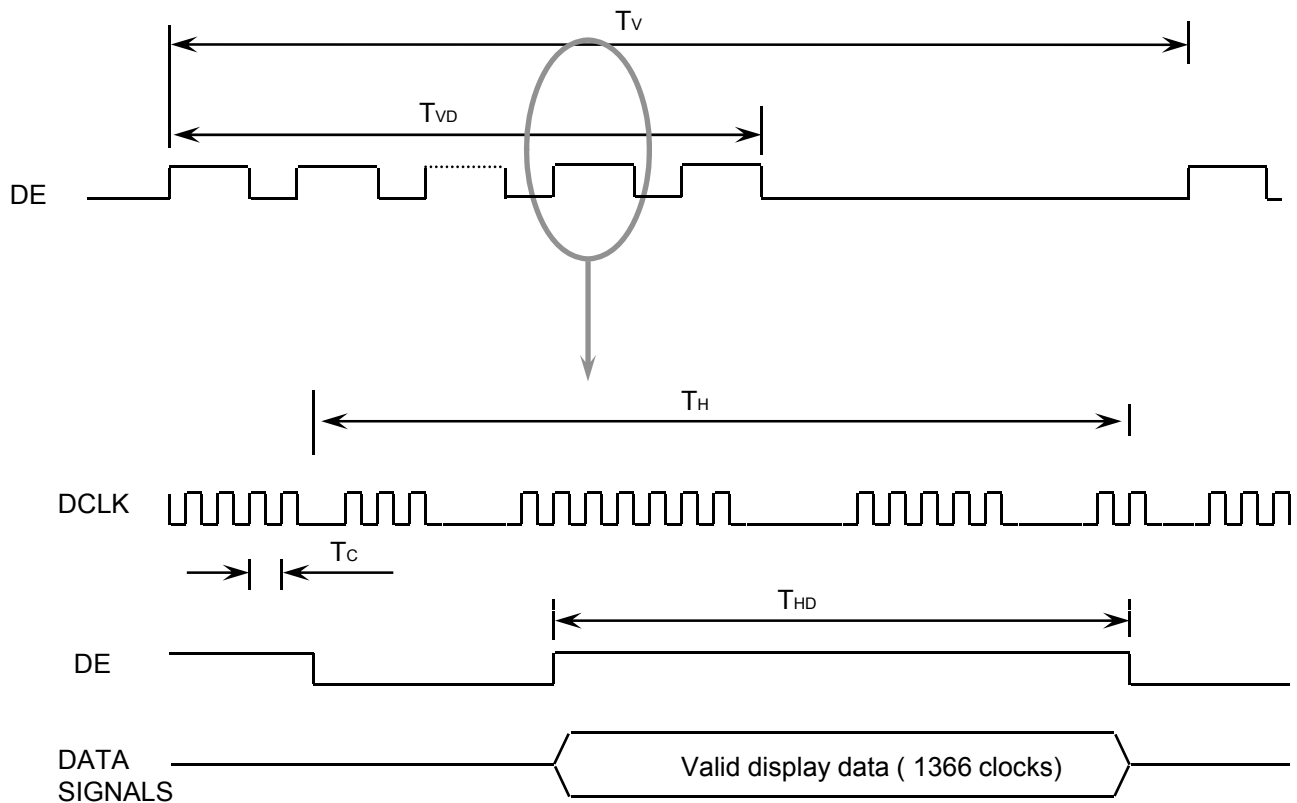 TV
TVD
DE
TH
DCLK
TC
THD
DE
DATA
SIGNALS
Valid display data ( 1366 clocks)